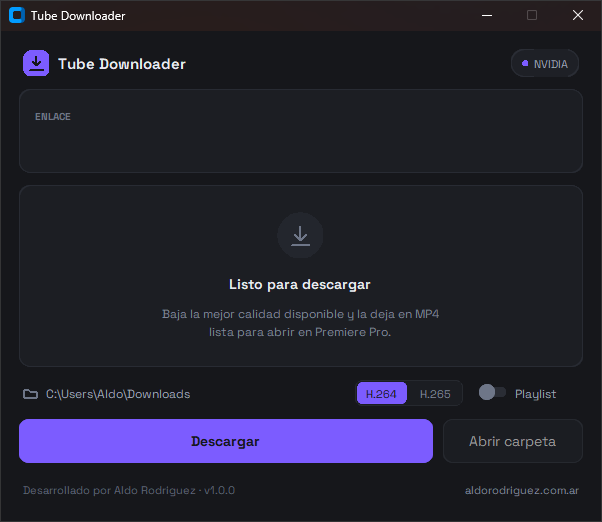 Tube Downloader
Tube Downloader
NVIDIA
ENLACE
Listo para descargar
Baja la mejor calidad disponible y la deja en MP4
lista para abrir en Premiere Pro.
C:\Users\Aldo\Downloads
H.264
H.265
Playlist
Descargar
Abrir carpeta
Desarrollado por Aldo Rodriguez · v1.0.0
aldorodriguez.com.ar